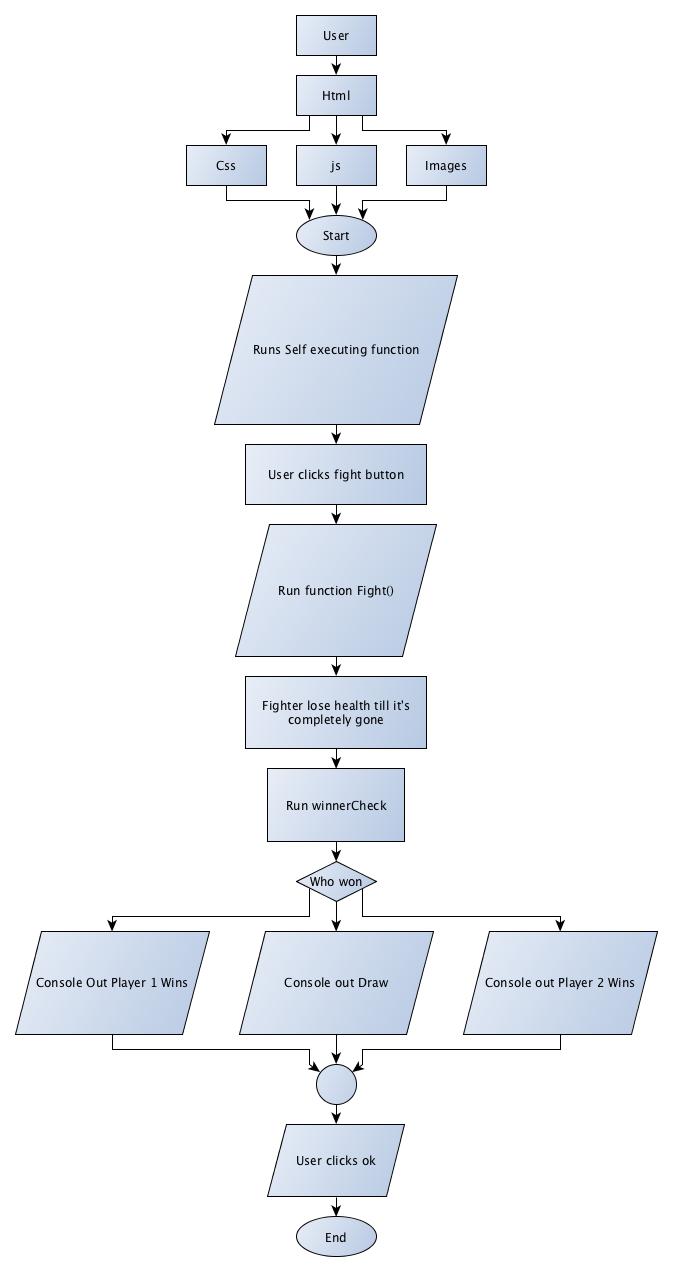 User
Html
Css
js
Images
Start
Runs Self executing function
User clicks fight button
Run function Fight()
Fighter lose health till it's
completely gone
Run winnerCheck
Who won
Console Out Player 1 Wins
Console out Draw
Console out Player 2 Wins
User clicks ok
End